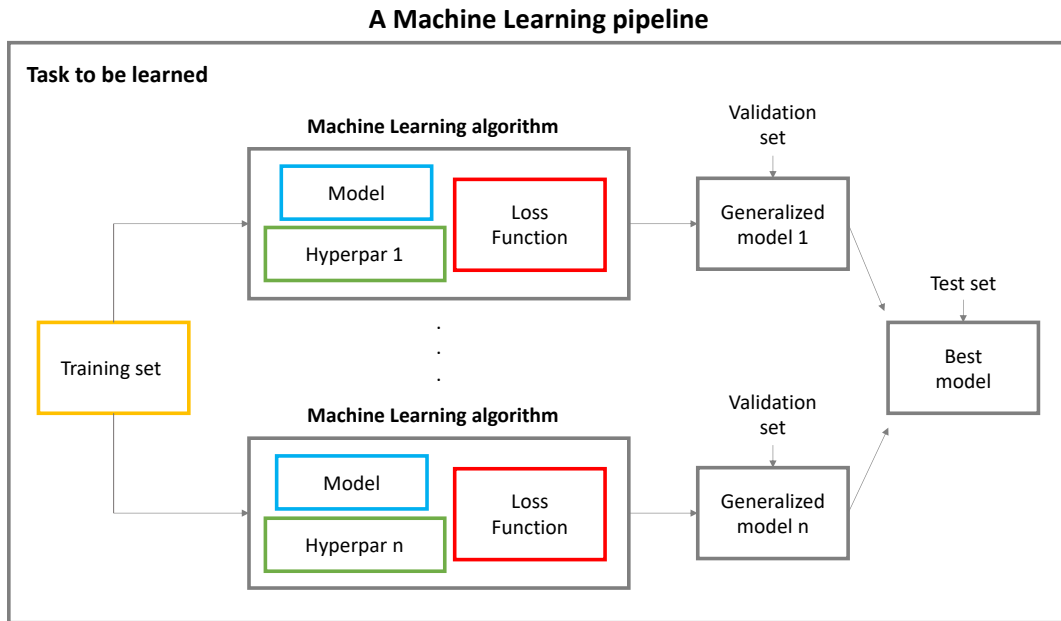 A Machine Learning pipeline
Task to be learned
Machine Learning algorithm
Model
Hyperpar 1
Loss
Function
Validation
set
Generalized
model 1
Training set
.
.
.
Test set
Best
model
Machine Learning algorithm
Model
Hyperpar n
Loss
Function
Validation
set
Generalized
model n